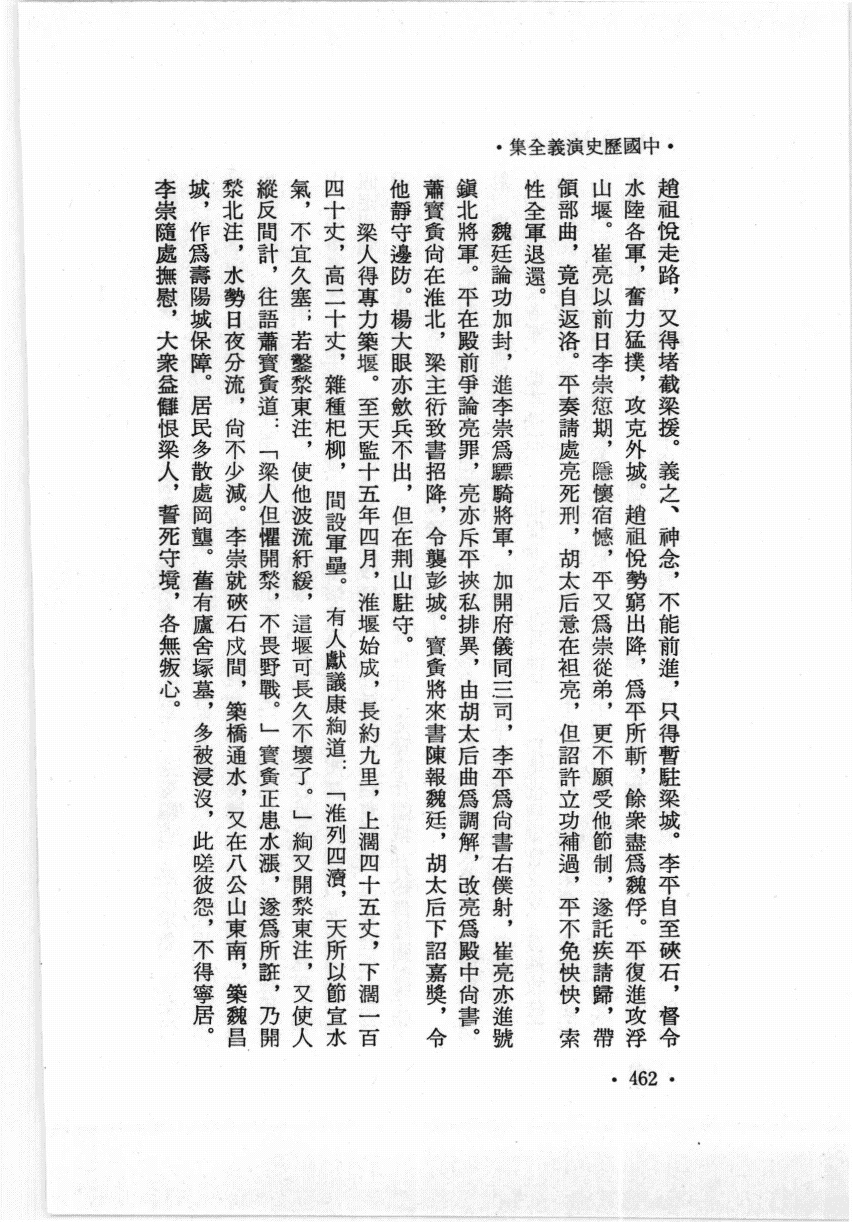 •中國歷史演義全集•
趙祖悅走路，又得堵截梁援。義之、神念，不能前進，只得暫駐梁城。李平自至硤石，督令
水陸各軍，奮力猛撲，攻克外城。趙祖悅勢窮出降，爲平所斬，餘衆盡爲魏俘。平復進攻浮
山堰。崔亮以前日李崇愆期，隱懷宿憾，平又爲崇從弟，更不願受他節制，遂託疾請歸，帶
領部曲，竟自返洛。平奏請處亮死刑，胡太后意在袒亮，但詔許立功補過，平不免怏怏，索
性全軍退還。
魏廷論功加封，進李崇爲驃騎將軍，加開府儀同三司，李平爲尙書右僕射，崔亮亦進號
鎭北將軍。平在殿前爭論亮罪，亮亦斥平挾私排異，由胡太后曲爲調解，改亮爲殿中尙書。
蕭寶夤尙在淮北，梁主衍致書招降，令襲彭城。寶夤將來書陳報魏廷，胡太后下詔嘉獎，令
他靜守邊防。楊大眼亦斂兵不出，但在荆山駐守。
梁人得專力築堰。至天監十五年四月，淮堰始成，長約九里，上濶四十五丈，下濶一百
四十丈，高二十丈，雜種杞柳，間設軍壘。有人獻議康絢道：「淮列四瀆，天所以節宣水
氣，不宜久塞；若鑿湫東注，使他波流紆緩，這堰可長久不壞了。」絢又開湫東注，又使人
縱反間計，往語蕭寶夤道：「梁人但懼開湫，不畏野戰。」寶夤正患水漲，遂爲所誑，乃開
湫北注，水勢日夜分流，尙不少減。李崇就硤石戍間，築橋通水，又在八公山東南，築魏昌
城，作爲壽陽城保障。居民多散處岡壟。舊有廬舍塚墓，多被浸沒，此嗟彼怨，不得寧居。
李崇隨處撫慰，大衆益讎恨梁人，誓死守境，各無叛心。
• 462 •